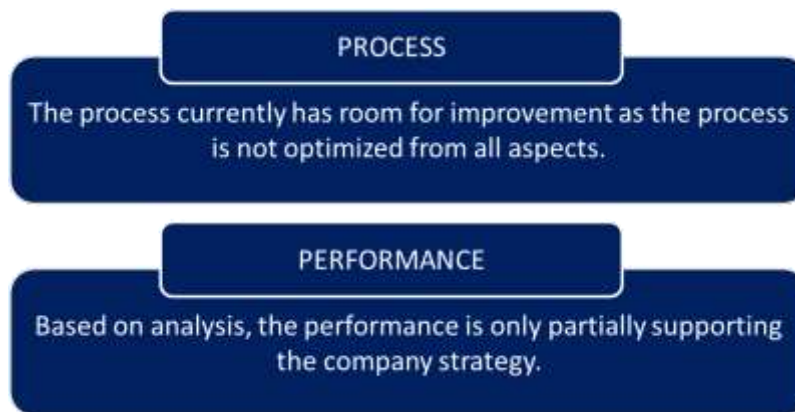 PROCESS
The process currently has room for improvement as the process
is not optimized from all aspects.
PERFORMANCE
Based on analysis, the performance is only partially supporting
the company strategy.